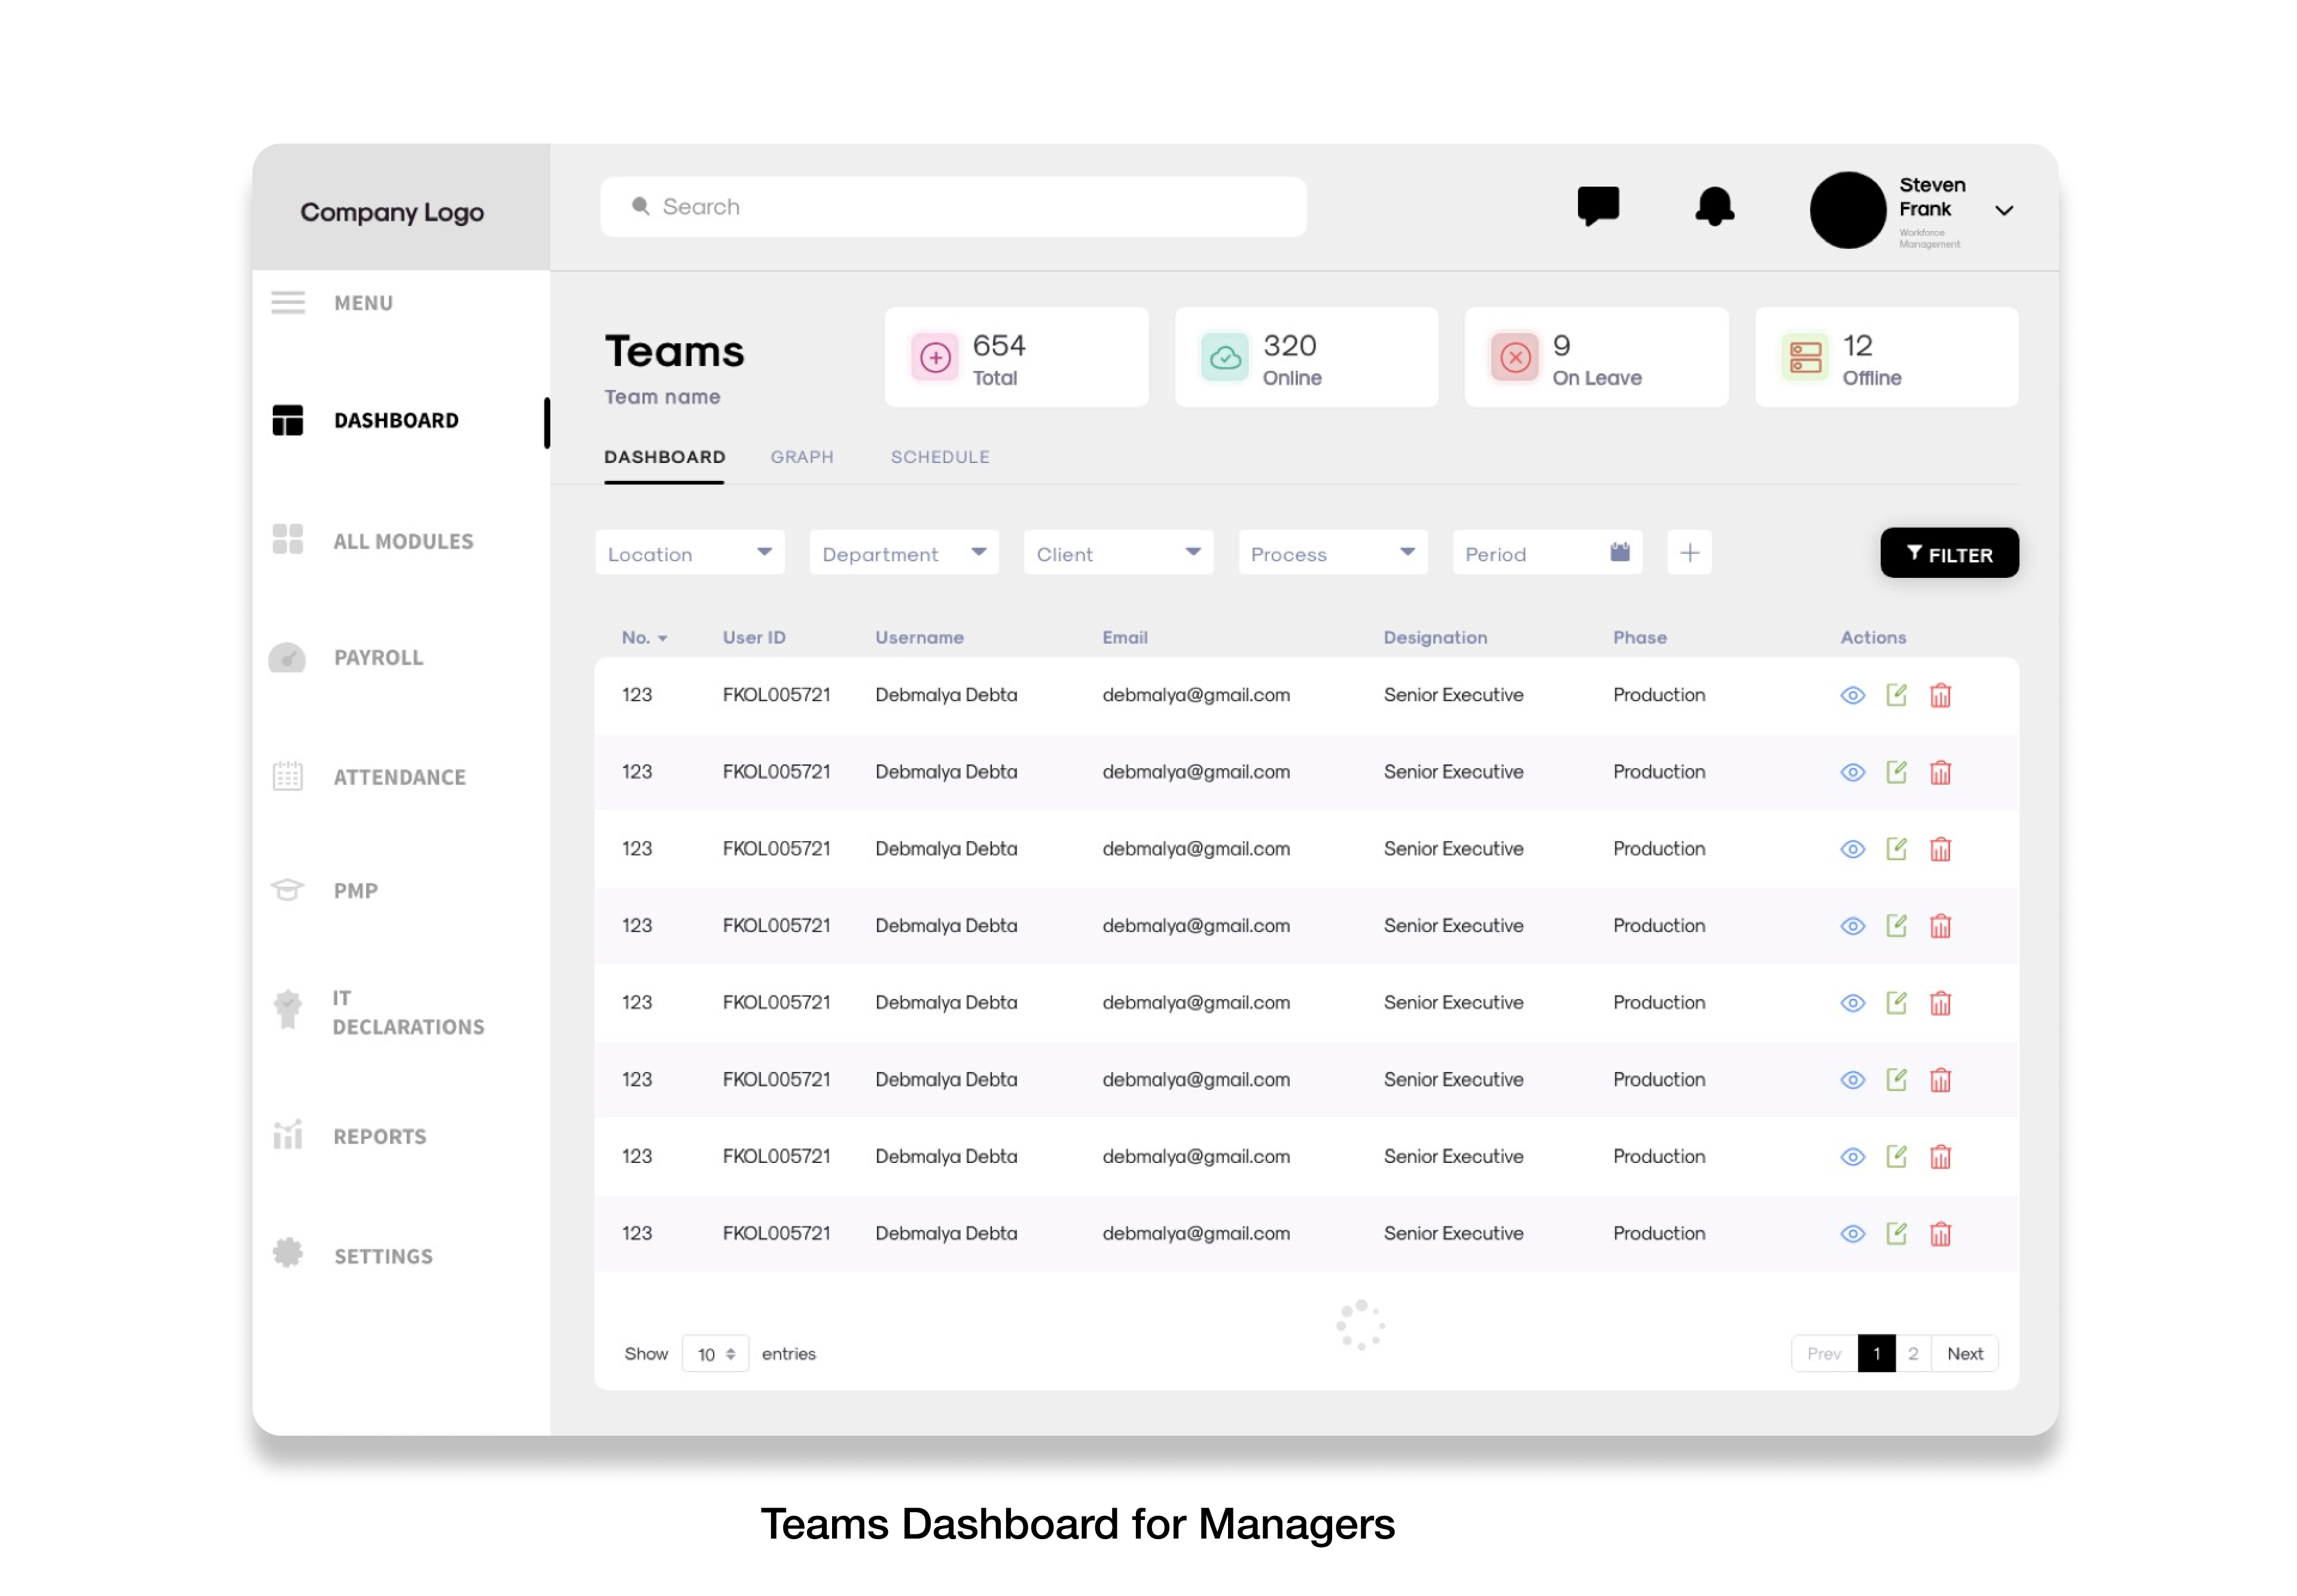 Company Logo
Search
Steven
Frank
Workforce
Management
MENU
DASHBOARD
ALL MODULES
PAYROLL
ATTENDANCE
PMP
IT
DECLARATIONS
REPORTS
SETTINGS
Teams
Team name
654
Total
320
Online
9
On Leave
12
Offline
DASHBOARD GRAPH SCHEDULE
Location Department Client Process Period FILTER
No. User ID Username Email Designation Phase Actions
123 FKOL005721 Debmalya Debta debmalya@gmail.com Senior Executive Production
123 FKOL005721 Debmalya Debta debmalya@gmail.com Senior Executive Production
123 FKOL005721 Debmalya Debta debmalya@gmail.com Senior Executive Production
123 FKOL005721 Debmalya Debta debmalya@gmail.com Senior Executive Production
123 FKOL005721 Debmalya Debta debmalya@gmail.com Senior Executive Production
123 FKOL005721 Debmalya Debta debmalya@gmail.com Senior Executive Production
123 FKOL005721 Debmalya Debta debmalya@gmail.com Senior Executive Production
123 FKOL005721 Debmalya Debta debmalya@gmail.com Senior Executive Production
Show 10 entries Prev 1 2 Next
Teams Dashboard for Managers